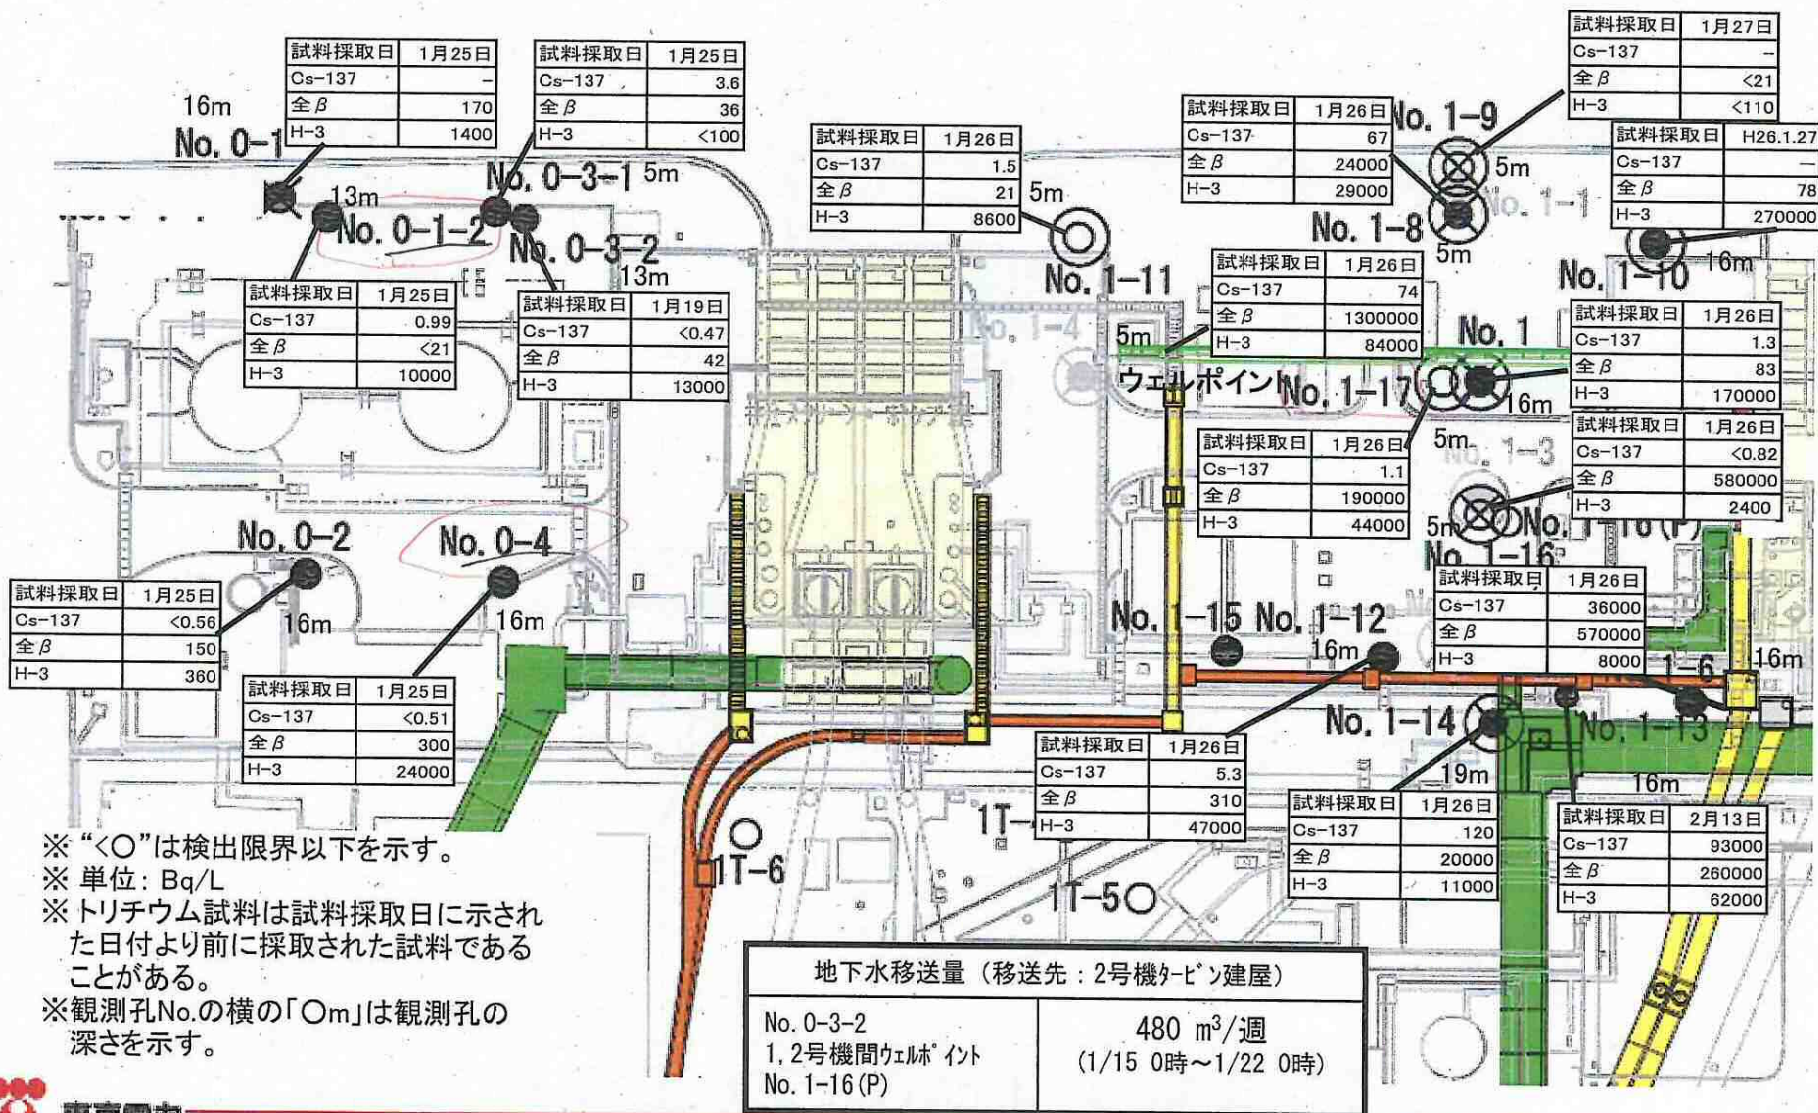 試料採取日 1月25日
Cs-137 -
全β 170
H-3 1400
試料採取日 1月25日
Cs-137 3.6
全β 36
H-3 <100
試料採取日 1月27日
Cs-137 -
全β <21
H-3 <110
16m
No. 0-1
試料採取日 1月26日
Cs-137 1.5
全β 21
H-3 8600
試料採取日 1月26日
Cs-137 67
全β 24000
H-3 29000
No. 1-9
5m
試料採取日 H26.1.27
Cs-137 —
全β 78
H-3 270000
No. 0-3-1 5m
13m
No. 0-1-2
No. 0-3-2
13m
5m
No. 1-11
No. 1-1
No. 1-8
5m
No. 1-10
16m
試料採取日 1月25日
Cs-137 0.99
全β <21
H-3 10000
試料採取日 1月19日
Cs-137 <0.47
全β 42
H-3 13000
試料採取日 1月26日
Cs-137 74
全β 1300000
H-3 84000
試料採取日 1月26日
Cs-137 1.3
全β 83
H-3 170000
No. 1-4
5m
ウェルポイント
No. 1
No. 1-17
16m
5m
試料採取日 1月26日
Cs-137 1.1
全β 190000
H-3 44000
No. 1-3
試料採取日 1月26日
Cs-137 <0.82
全β 580000
H-3 2400
5m
No. 1-16(P)
No. 1-16
No. 0-2
16m
No. 0-4
16m
試料採取日 1月25日
Cs-137 <0.56
全β 150
H-3 360
試料採取日 1月25日
Cs-137 <0.51
全β 300
H-3 24000
No. 1-15
No. 1-12
16m
試料採取日 1月26日
Cs-137 36000
全β 570000
H-3 8000
1-6
16m
No. 1-14
19m
No. 1-13
16m
試料採取日 1月26日
Cs-137 5.3
全β 310
H-3 47000
試料採取日 1月26日
Cs-137 120
全β 20000
H-3 11000
試料採取日 2月13日
Cs-137 93000
全β 260000
H-3 62000
1T-6
1T-
1T-5
※ “<○”は検出限界以下を示す。
※ 単位: Bq/L
※ トリチウム試料は試料採取日に示され
た日付より前に採取された試料である
ことがある。
※観測孔No.の横の「○m」は観測孔の
深さを示す。
地下水移送量 (移送先:2号機タービン建屋)
No. 0-3-2
1, 2号機間ウェルポイント
No. 1-16(P)
480 m³/週
(1/15 0時～1/22 0時)
東京電力